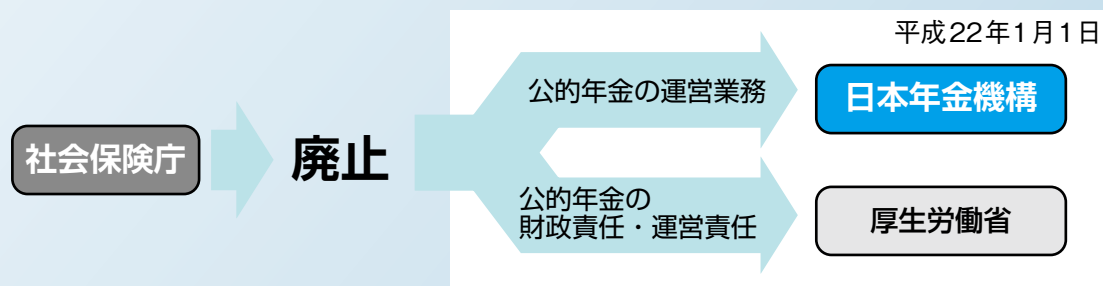 平成22年1月1日
社会保険庁
廃止
公的年金の運営業務
日本年金機構
公的年金の
財政責任・運営責任
厚生労働省